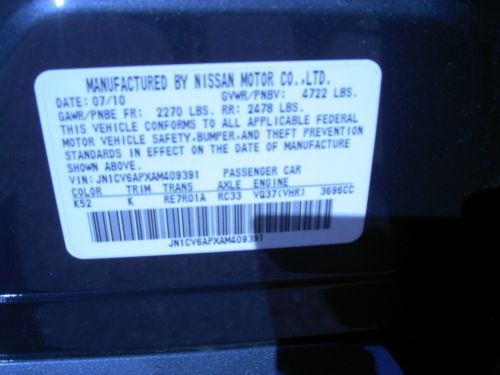 MANUFACTURED BY NISSAN MOTOR CO.,LTD.
DATE: 07/10 GVWR/PNBV: 4722 LBS.
GAWR/PNBE FR: 2270 LBS. RR: 2478 LBS.
THIS VEHICLE CONFORMS TO ALL APPLICABLE FEDERAL
MOTOR VEHICLE SAFETY,BUMPER,AND THEFT PREVENTION
STANDARDS IN EFFECT ON THE DATE OF MANUFACTURE
SHOWN ABOVE.
VIN: JN1CV6APXAM409391 PASSENGER CAR
COLOR TRIM TRANS AXLE ENGINE
K52 K RE7R01A RC33 VQ37(VHR) 3696CC
JN1CV6APXAM409391